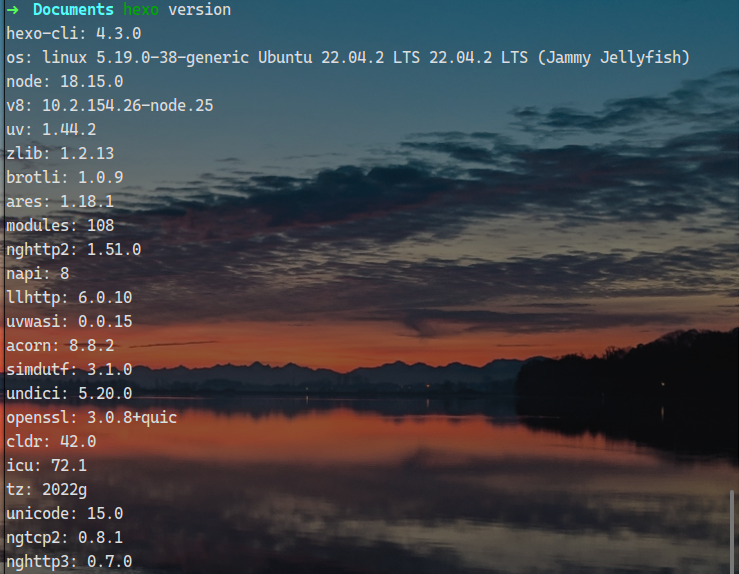 ➜ Documents hexo version
hexo-cli: 4.3.0
os: linux 5.19.0-38-generic Ubuntu 22.04.2 LTS 22.04.2 LTS (Jammy Jellyfish)
node: 18.15.0
v8: 10.2.154.26-node.25
uv: 1.44.2
zlib: 1.2.13
brotli: 1.0.9
ares: 1.18.1
modules: 108
nghttp2: 1.51.0
napi: 8
llhttp: 6.0.10
uvwasi: 0.0.15
acorn: 8.8.2
simdutf: 3.1.0
undici: 5.20.0
openssl: 3.0.8+quic
cldr: 42.0
icu: 72.1
tz: 2022g
unicode: 15.0
ngtcp2: 0.8.1
nghttp3: 0.7.0